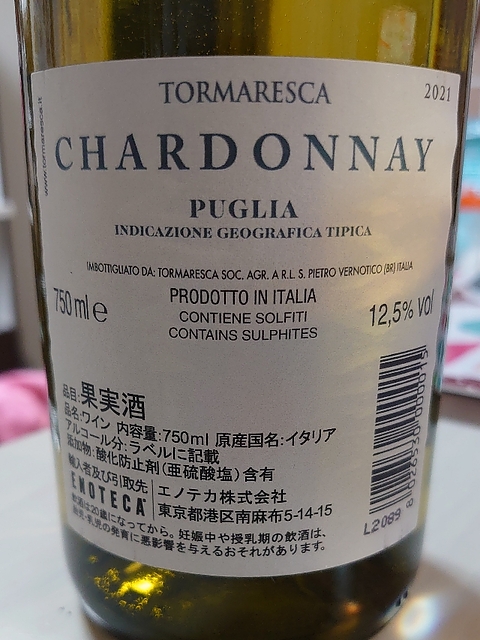 TORMARESCA
2021
www.tormaresca.it
CHARDONNAY
PUGLIA
INDICAZIONE GEOGRAFICA TIPICA
IMBOTTIGLIATO DA: TORMARESCA SOC. AGR. A R.L. S. PIETRO VERNOTICO (BR) ITALIA
750 ml e
PRODOTTO IN ITALIA
CONTIENE SOLFITI
CONTAINS SULPHITES
12,5% vol
品目:果実酒
品名:ワイン 内容量:750ml 原産国名:イタリア
アルコール分:ラベルに記載
添加物:酸化防止剤(亜硫酸塩)含有
輸入者及び引取先
ENOTECA
エノテカ株式会社
東京都港区南麻布5-14-15
飲酒は20歳になってから。妊娠中や授乳期の飲酒は、
胎児・乳児の発育に悪影響を与えるおそれがあります。
8 026530 000015
L2089